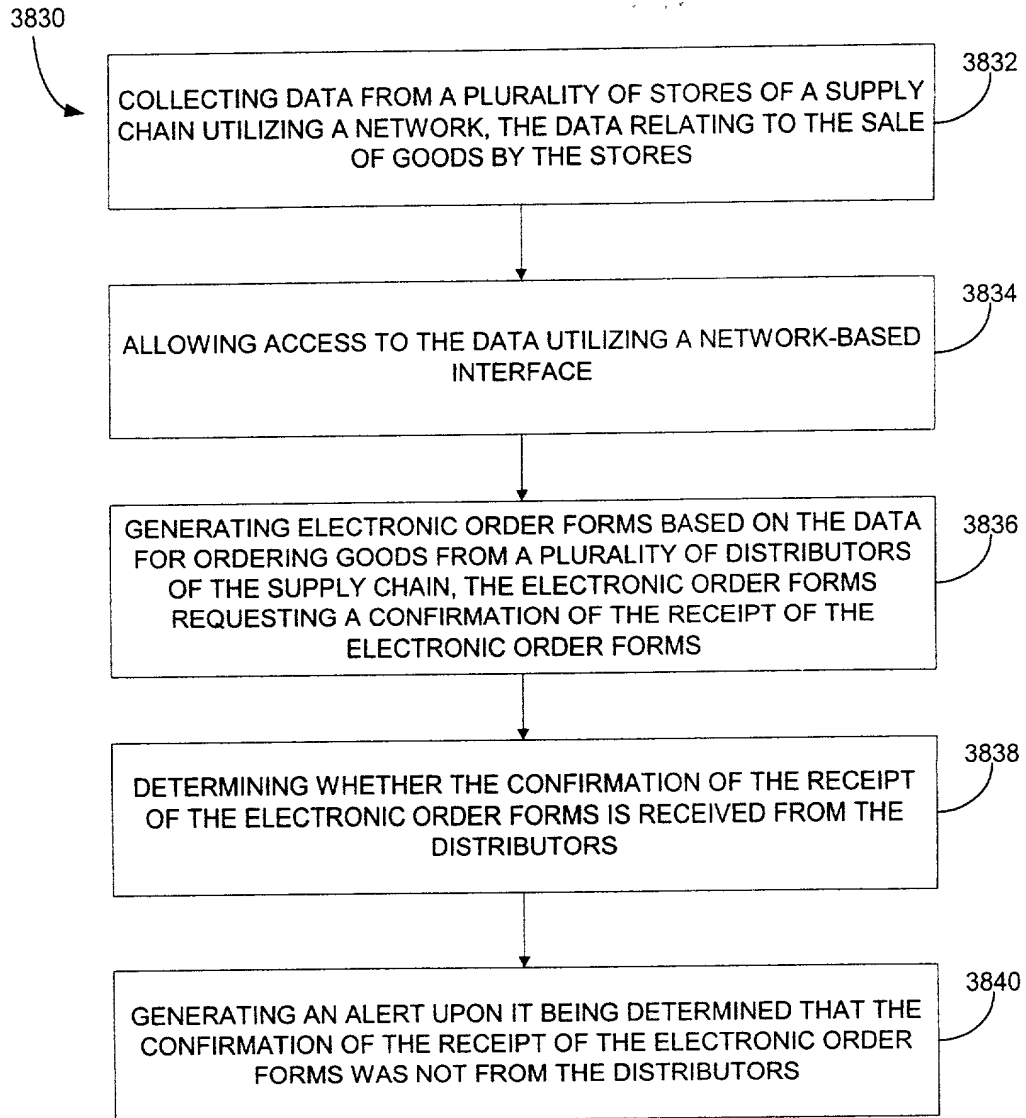 3830
3832
COLLECTING DATA FROM A PLURALITY OF STORES OF A SUPPLY
CHAIN UTILIZING A NETWORK, THE DATA RELATING TO THE SALE
OF GOODS BY THE STORES
3834
ALLOWING ACCESS TO THE DATA UTILIZING A NETWORK-BASED
INTERFACE
3836
GENERATING ELECTRONIC ORDER FORMS BASED ON THE DATA
FOR ORDERING GOODS FROM A PLURALITY OF DISTRIBUTORS
OF THE SUPPLY CHAIN, THE ELECTRONIC ORDER FORMS
REQUESTING A CONFIRMATION OF THE RECEIPT OF THE
ELECTRONIC ORDER FORMS
3838
DETERMINING WHETHER THE CONFIRMATION OF THE RECEIPT
OF THE ELECTRONIC ORDER FORMS IS RECEIVED FROM THE
DISTRIBUTORS
3840
GENERATING AN ALERT UPON IT BEING DETERMINED THAT THE
CONFIRMATION OF THE RECEIPT OF THE ELECTRONIC ORDER
FORMS WAS NOT FROM THE DISTRIBUTORS